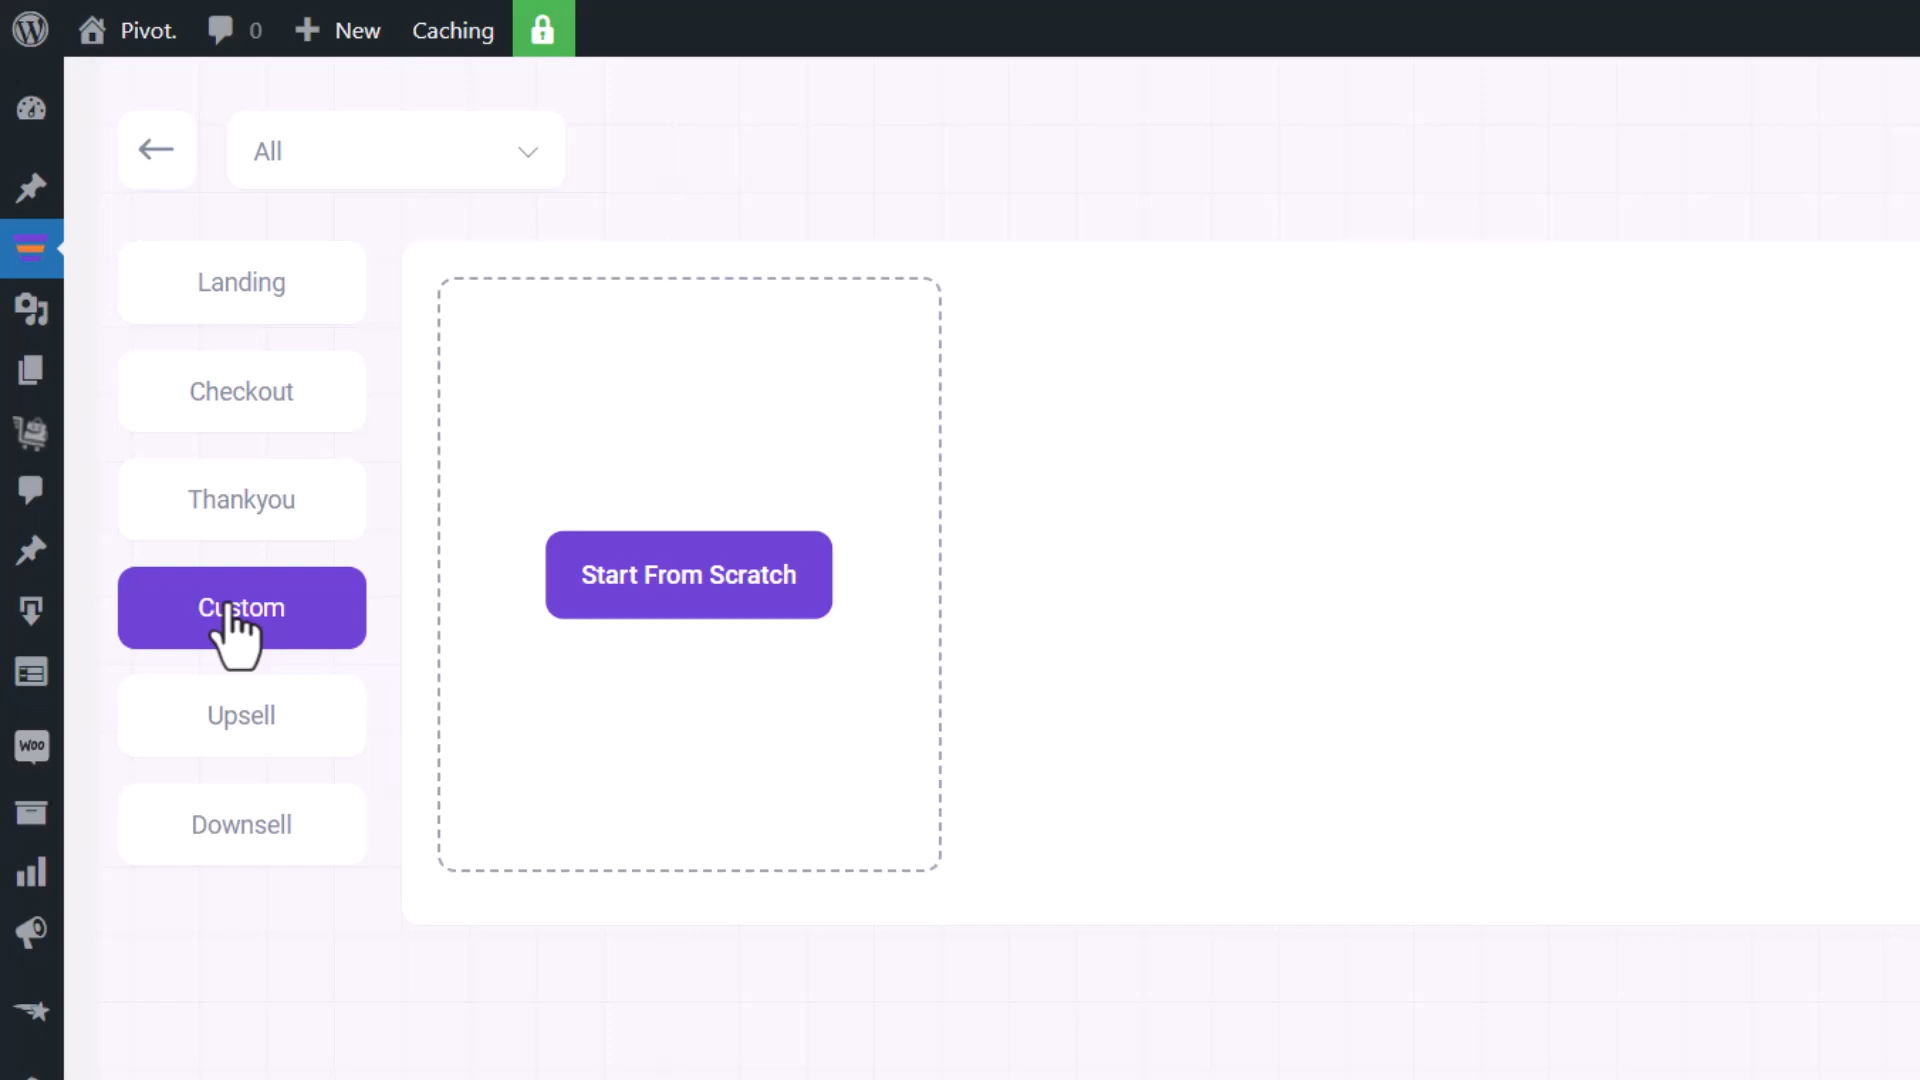 Pivot.
0
New
Caching
All
Landing
Checkout
Thankyou
Custom
Upsell
Downsell
Start From Scratch
Woo